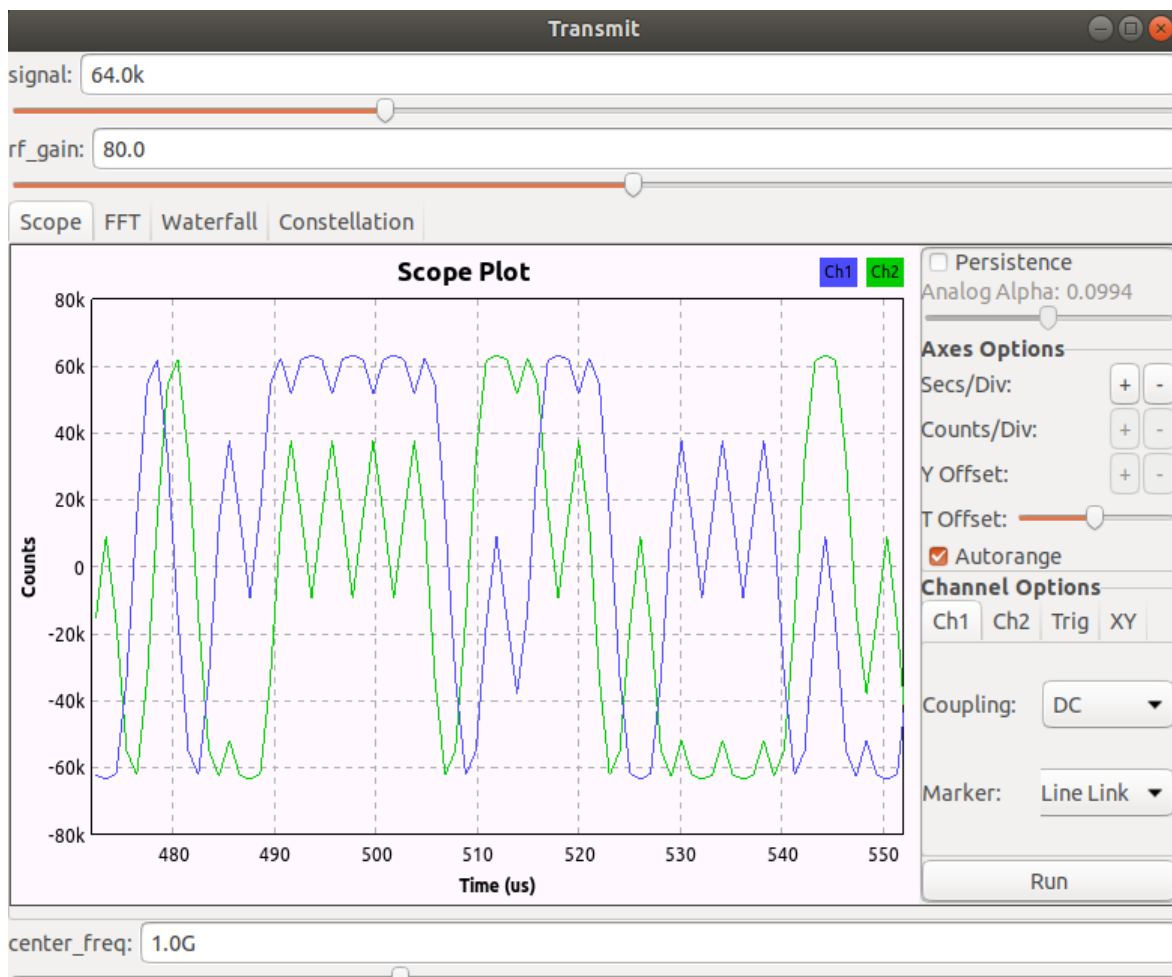 Transmit
signal: 64.0k
rf_gain: 80.0
Scope FFT Waterfall Constellation
Scope Plot
Ch1 Ch2
80k
60k
40k
20k
0
-20k
-40k
-60k
-80k
Counts
480 490 500 510 520 530 540 550
Time (us)
Persistence
Analog Alpha: 0.0994
Axes Options
Secs/Div: + -
Counts/Div: + -
Y Offset: + -
T Offset:
Autorange
Channel Options
Ch1 Ch2 Trig XY
Coupling: DC
Marker: Line Link
Run
center_freq: 1.0G